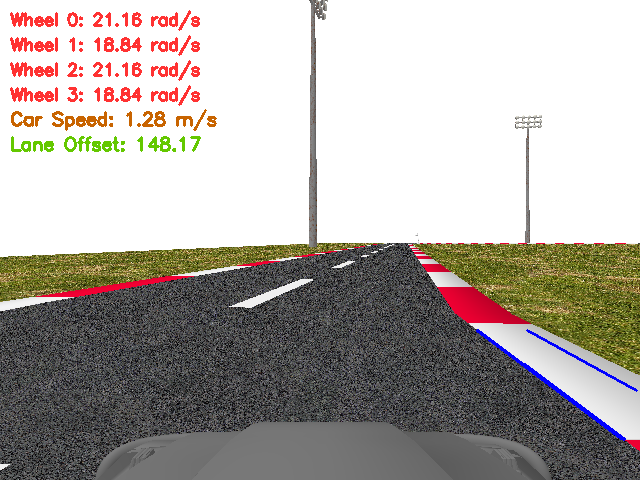 Wheel 0: 21.16 rad/s
Wheel 1: 18.84 rad/s
Wheel 2: 21.16 rad/s
Wheel 3: 18.84 rad/s
Car Speed: 1.28 m/s
Lane Offset: 148.17